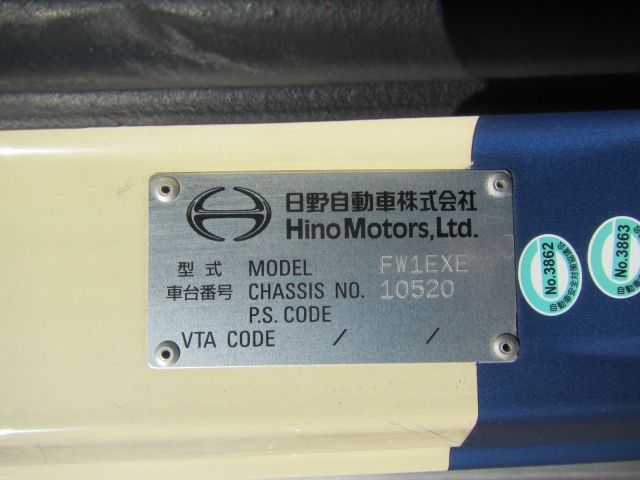 日野自動車株式会社
Hino Motors, Ltd.
型式 MODEL FW1EXE
車台番号 CHASSIS NO. 10520
P.S. CODE
VTA CODE / /
No.3862
No.3863